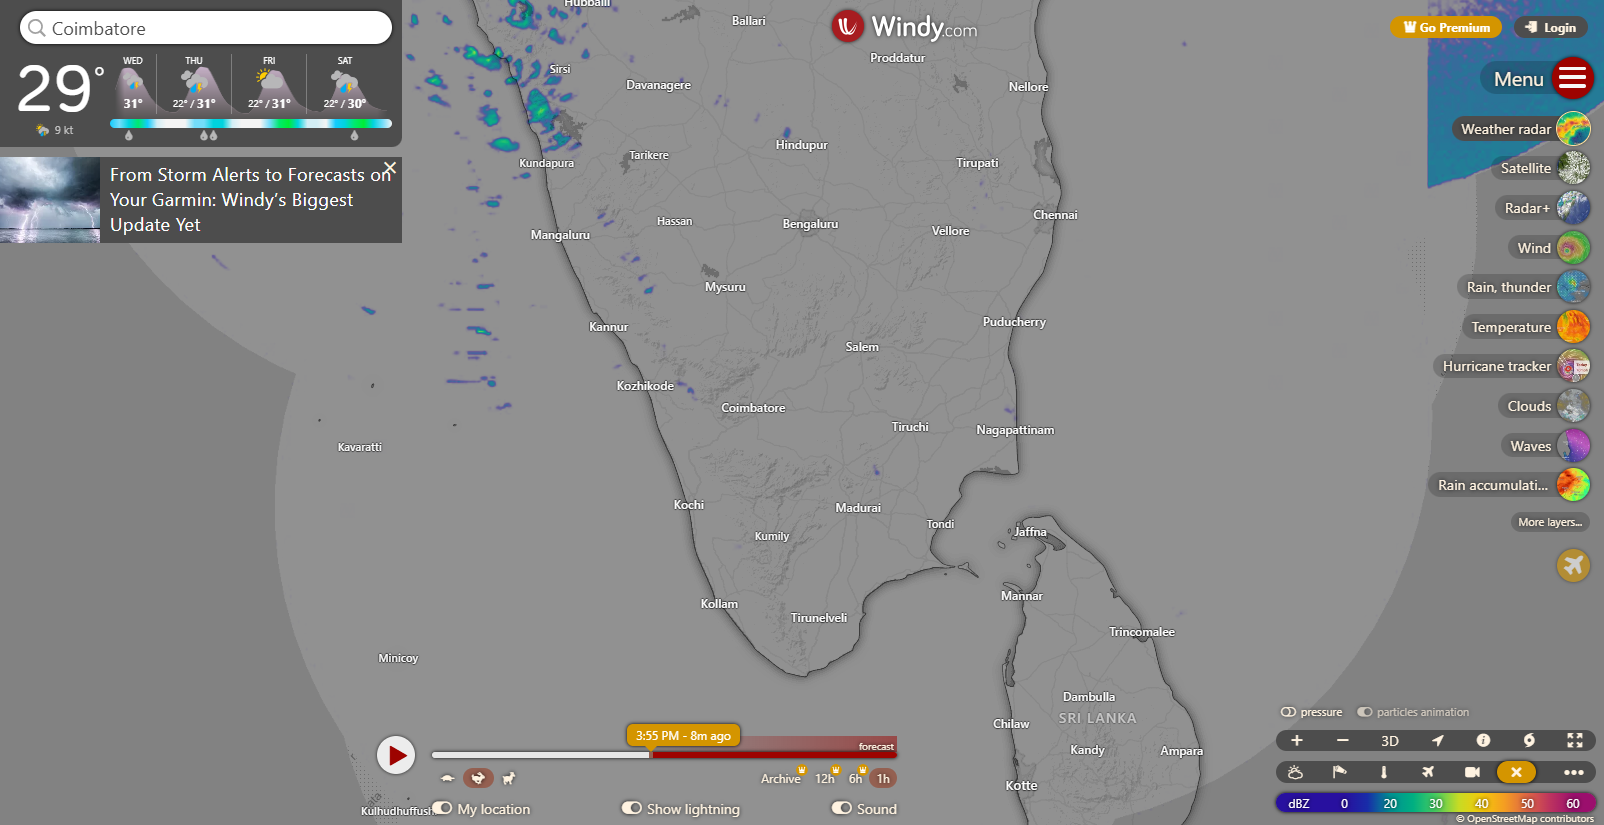 Coimbatore
29°
9 kt
WED
31°
THU
22° / 31°
FRI
22° / 31°
SAT
22° / 30°
From Storm Alerts to Forecasts on
Your Garmin: Windy's Biggest
Update Yet
Windy.com
Go Premium
Login
Menu
Weather radar
Satellite
Radar+
Wind
Rain, thunder
Temperature
Hurricane tracker
Clouds
Waves
Rain accumulati...
More layers...
Hubballi
Ballari
Proddatur
Sirsi
Davanagere
Nellore
Kundapura
Tarikere
Hindupur
Tirupati
Hassan
Bengaluru
Chennai
Mangaluru
Vellore
Mysuru
Kannur
Puducherry
Salem
Kozhikode
Coimbatore
Tiruchi
Nagapattinam
Kavaratti
Kochi
Madurai
Tondi
Jaffna
Kumily
Mannar
Kollam
Tirunelveli
Trincomalee
Minicoy
Dambulla
SRI LANKA
Chilaw
Kandy
Ampara
Kotte
Kulhudhuffushi
3:55 PM - 8m ago
forecast
Archive
12h
6h
1h
My location
Show lightning
Sound
pressure
particles animation
+
−
3D
dBZ 0 20 30 40 50 60
© OpenStreetMap contributors